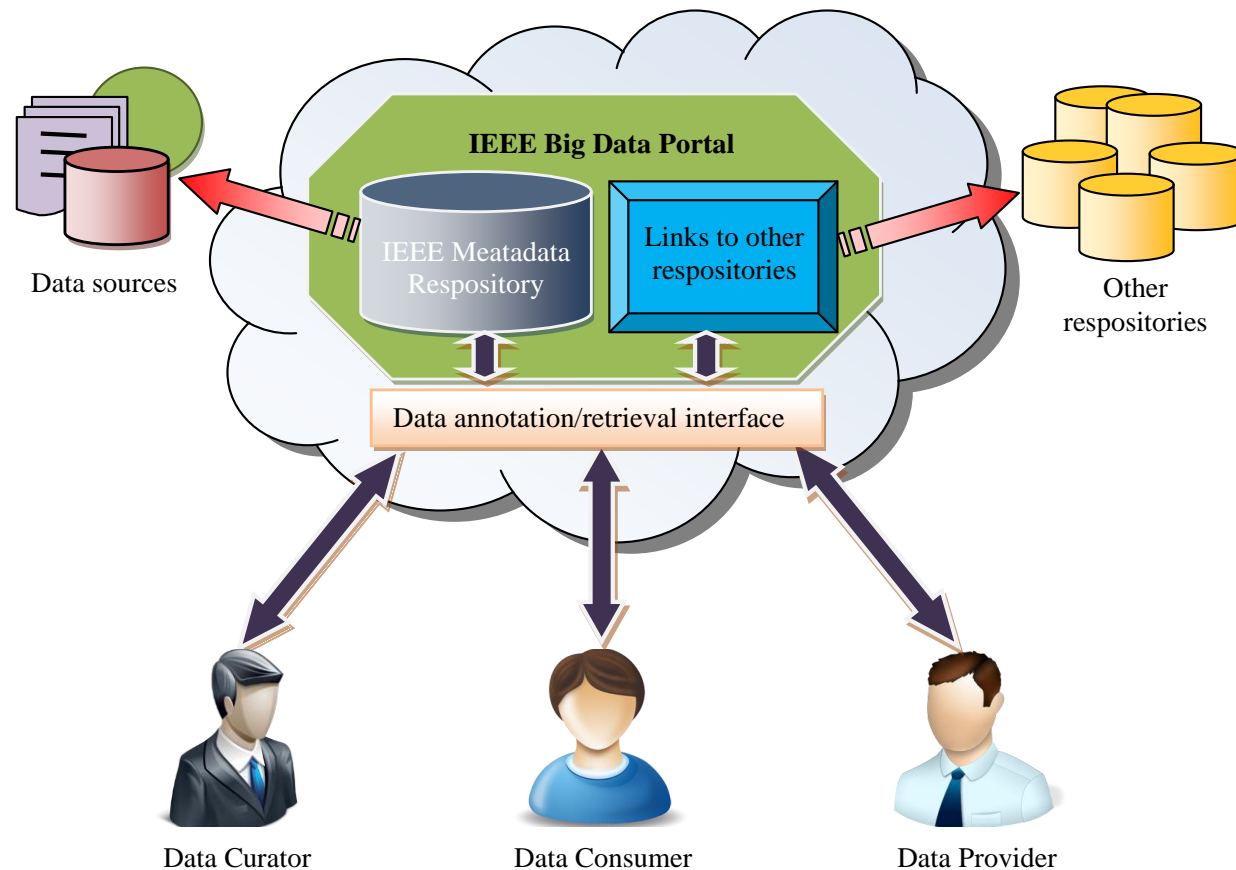 IEEE Big Data Portal
IEEE Meatadata
Respository
Links to other
respositories
Data sources
Other
respositories
Data annotation/retrieval interface
Data Curator
Data Consumer
Data Provider